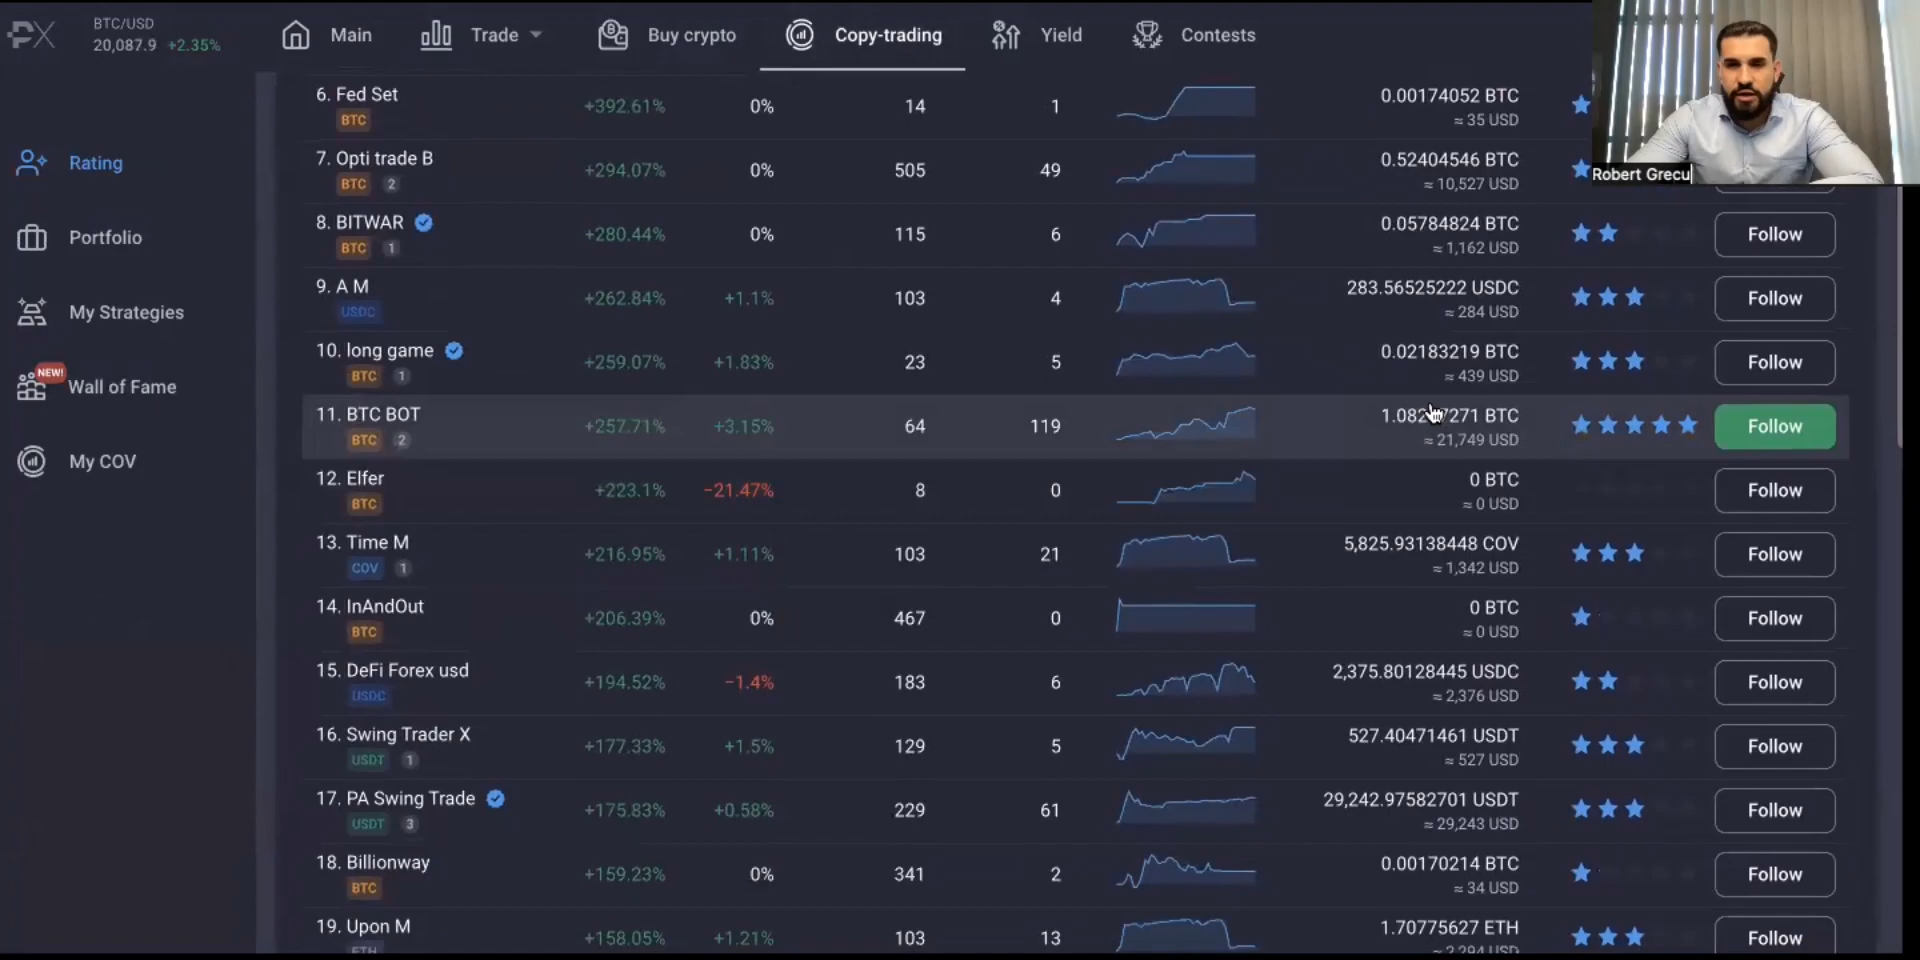 PX
BTC/USD
20,087.9 +2.35%
Main
Trade
Buy crypto
Copy-trading
Yield
Contests
Robert Grecu
Rating
Portfolio
My Strategies
NEW!
Wall of Fame
My COV
6. Fed Set +392.61% 0% 14 1 0.00174052 BTC
BTC ≈ 35 USD
7. Opti trade B +294.07% 0% 505 49 0.52404546 BTC
BTC 2 ≈ 10,527 USD
8. BITWAR +280.44% 0% 115 6 0.05784824 BTC Follow
BTC 1 ≈ 1,162 USD
9. A M +262.84% +1.1% 103 4 283.56525222 USDC Follow
USDC ≈ 284 USD
10. long game +259.07% +1.83% 23 5 0.02183219 BTC Follow
BTC 1 ≈ 439 USD
11. BTC BOT +257.71% +3.15% 64 119 BTC Follow
BTC 2 ≈ 21,749 USD
12. Elfer +223.1% −21.47% 8 0 0 BTC Follow
BTC ≈ 0 USD
13. Time M +216.95% +1.11% 103 21 5,825.93138448 COV Follow
COV 1 ≈ 1,342 USD
14. InAndOut +206.39% 0% 467 0 0 BTC Follow
BTC ≈ 0 USD
15. DeFi Forex usd +194.52% −1.4% 183 6 2,375.80128445 USDC Follow
USDC ≈ 2,376 USD
16. Swing Trader X +177.33% +1.5% 129 5 527.40471461 USDT Follow
USDT 1 ≈ 527 USD
17. PA Swing Trade +175.83% +0.58% 229 61 29,242.97582701 USDT Follow
USDT 3 ≈ 29,243 USD
18. Billionway +159.23% 0% 341 2 0.00170214 BTC Follow
BTC ≈ 34 USD
19. Upon M +158.05% +1.21% 103 13 1.70775627 ETH Follow
ETH ≈ 2,294 USD